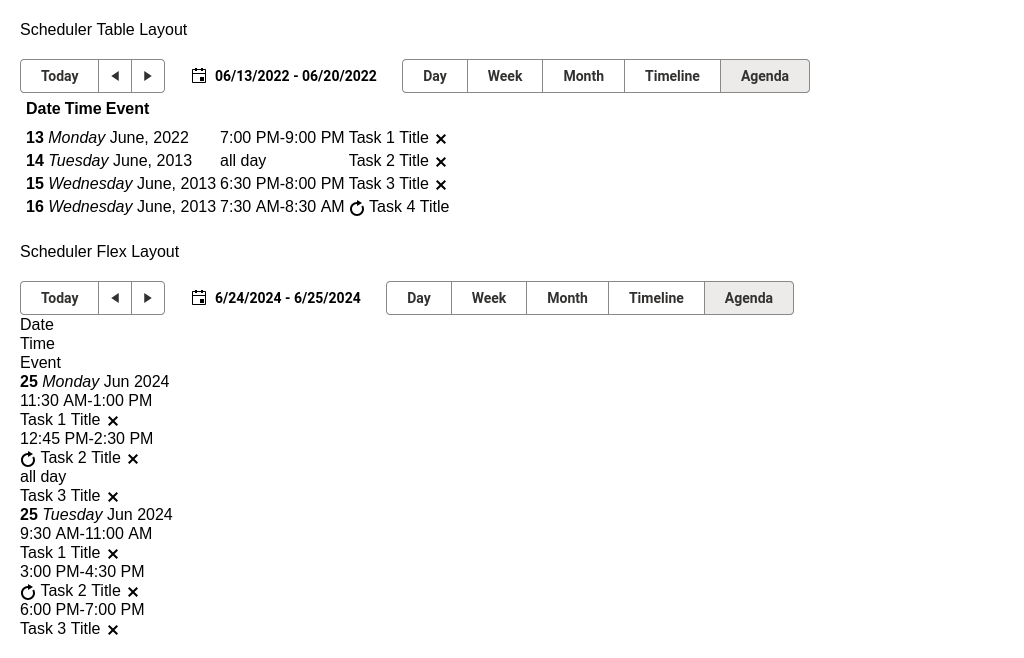 Scheduler Table Layout
Today 06/13/2022 - 06/20/2022 Day Week Month Timeline Agenda
Date Time Event
13 Monday June, 2022 7:00 PM-9:00 PM Task 1 Title
14 Tuesday June, 2013 all day Task 2 Title
15 Wednesday June, 2013 6:30 PM-8:00 PM Task 3 Title
16 Wednesday June, 2013 7:30 AM-8:30 AM Task 4 Title
Scheduler Flex Layout
Today 6/24/2024 - 6/25/2024 Day Week Month Timeline Agenda
Date
Time
Event
25 Monday Jun 2024
11:30 AM-1:00 PM
Task 1 Title
12:45 PM-2:30 PM
Task 2 Title
all day
Task 3 Title
25 Tuesday Jun 2024
9:30 AM-11:00 AM
Task 1 Title
3:00 PM-4:30 PM
Task 2 Title
6:00 PM-7:00 PM
Task 3 Title